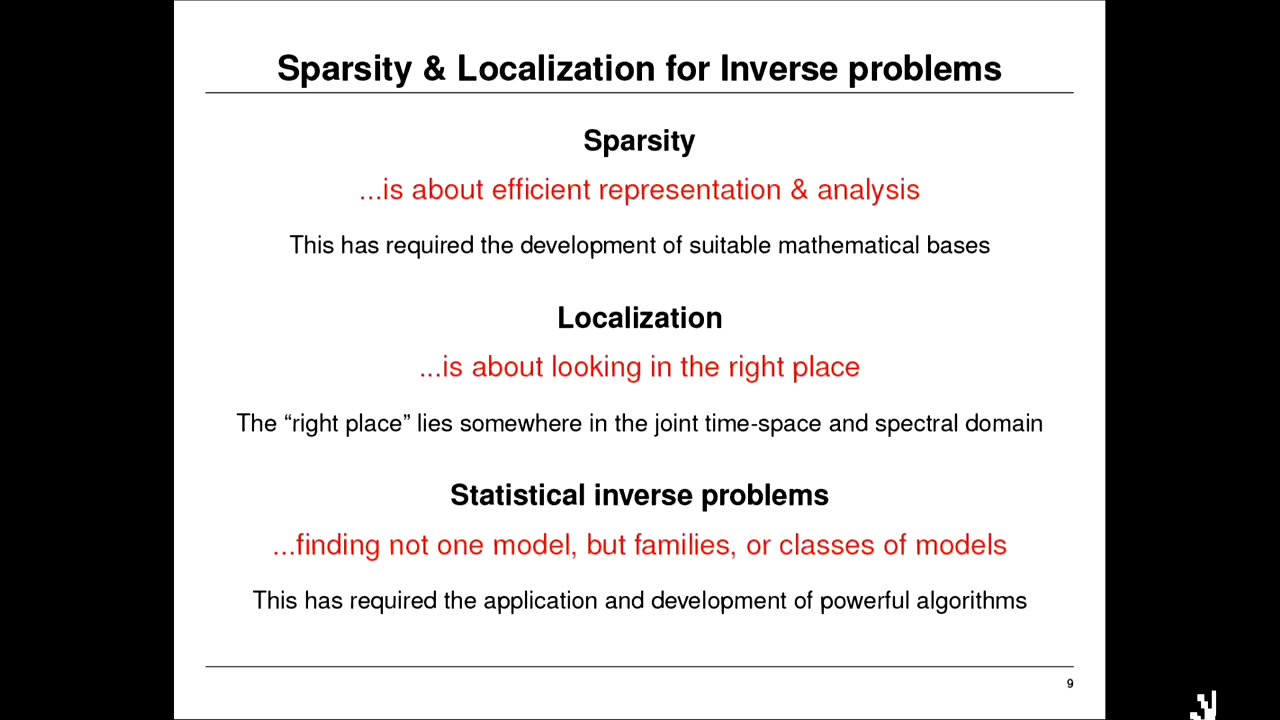 Sparsity & Localization for Inverse problems
Sparsity
...is about efficient representation & analysis
This has required the development of suitable mathematical bases
Localization
...is about looking in the right place
The “right place” lies somewhere in the joint time-space and spectral domain
Statistical inverse problems
...finding not one model, but families, or classes of models
This has required the application and development of powerful algorithms
9